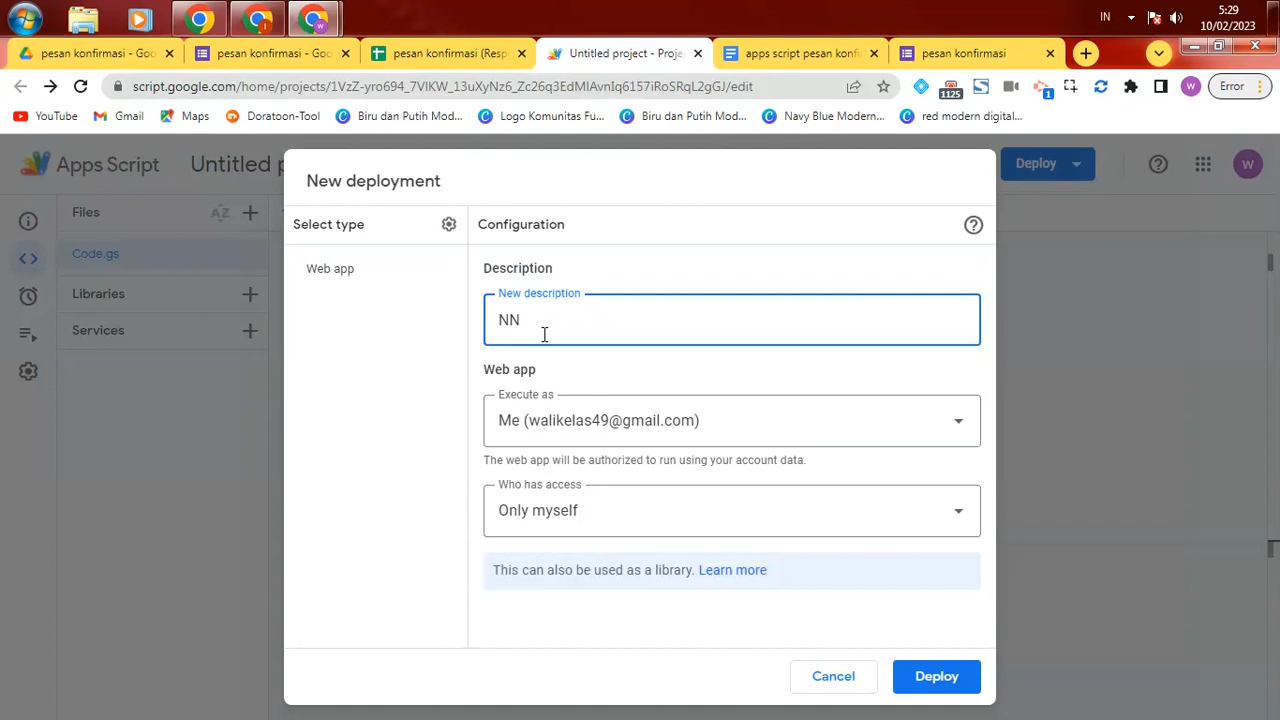 IN
5:29
10/02/2023
pesan konfirmasi - Goo
pesan konfirmasi - Goo
pesan konfirmasi (Resp
Untitled project - Proje
apps script pesan konfi
pesan konfirmasi
script.google.com/home/projects/1VrZ-yro694_7VlKW_13uXyNz6_Zc26q3EdMIAvnIq6157iRoSRqL2gGJ/edit
1125
1
W
Error
YouTube
Gmail
Maps
Doratoon-Tool
Biru dan Putih Mod...
Logo Komunitas Fu...
Biru dan Putih Mod...
Navy Blue Modern...
red modern digital...
Apps Script
Untitled p
Deploy
W
Files
AZ
Code.gs
Libraries
Services
New deployment
Select type
Configuration
Web app
Description
New description
NN
Web app
Execute as
Me (walikelas49@gmail.com)
The web app will be authorized to run using your account data.
Who has access
Only myself
This can also be used as a library. Learn more
Cancel
Deploy